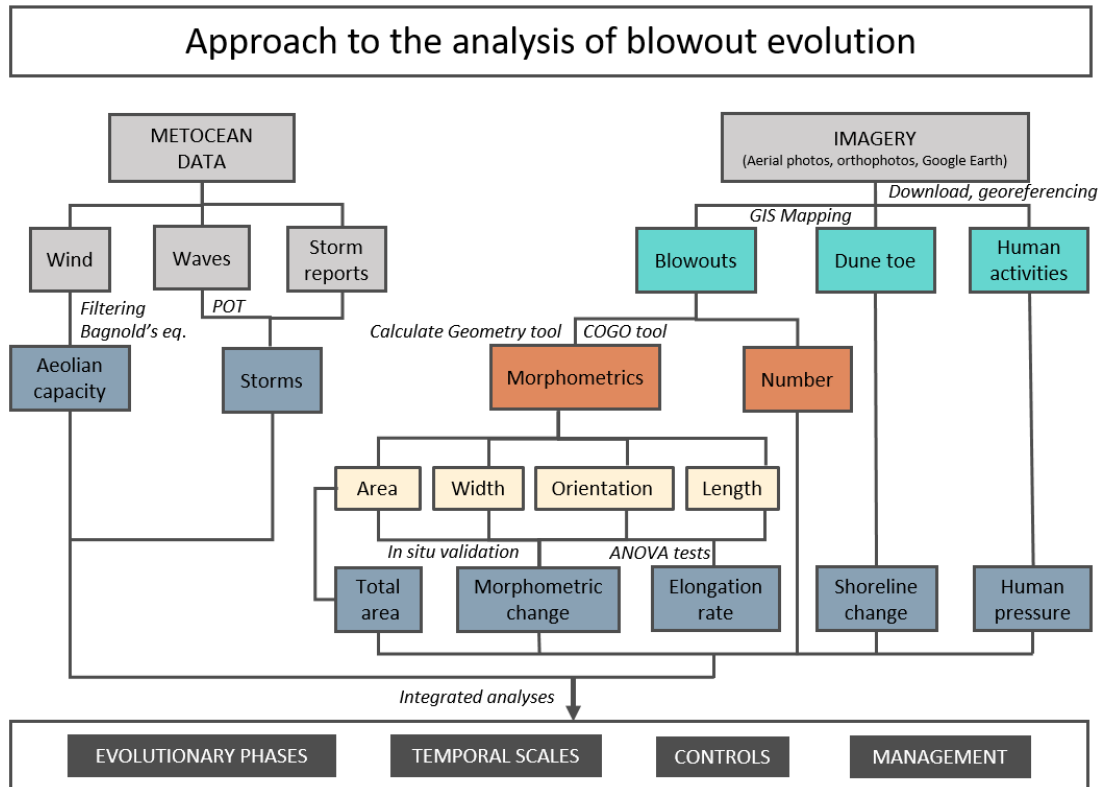 Approach to the analysis of blowout evolution
METOCEAN
DATA
IMAGERY
(Aerial photos, orthophotos, Google Earth)
Download, georeferencing
GIS Mapping
Wind
Waves
Storm
reports
Blowouts
Dune toe
Human
activities
Filtering
Bagnold's eq.
POT
Calculate Geometry tool
COGO tool
Aeolian
capacity
Storms
Morphometrics
Number
Area
Width
Orientation
Length
In situ validation
ANOVA tests
Total
area
Morphometric
change
Elongation
rate
Shoreline
change
Human
pressure
Integrated analyses
EVOLUTIONARY PHASES
TEMPORAL SCALES
CONTROLS
MANAGEMENT